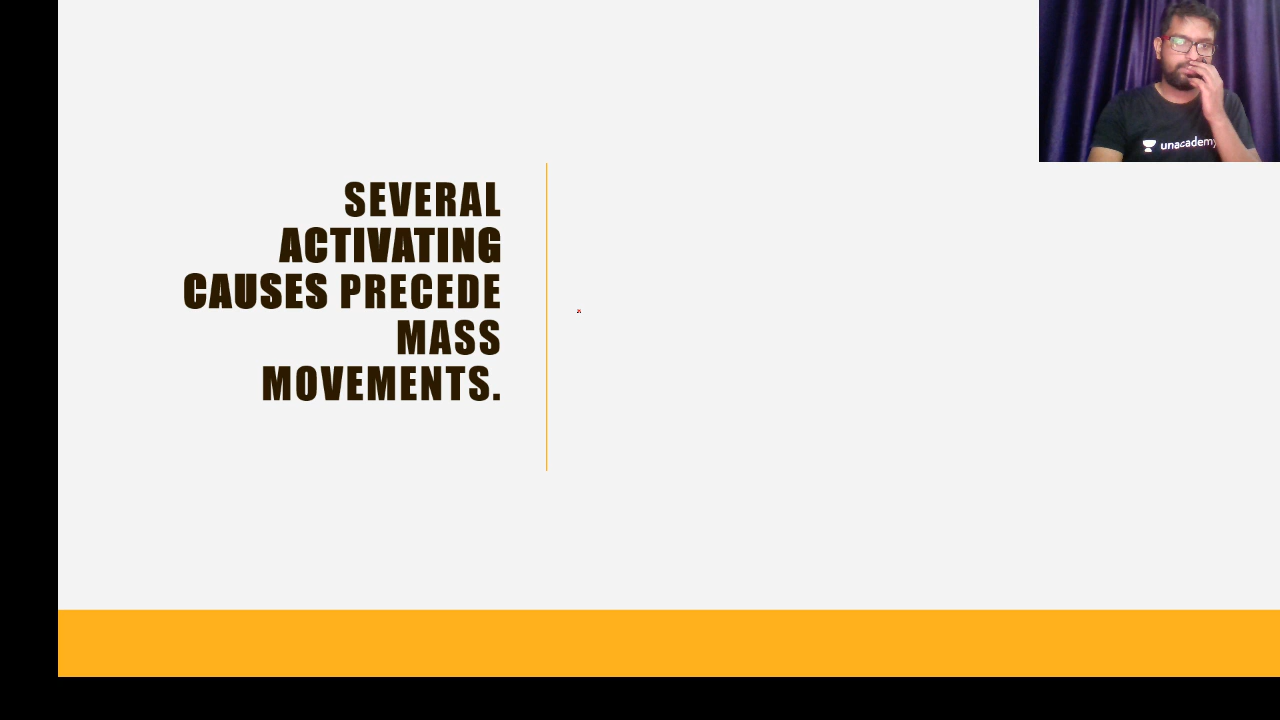 SEVERAL
ACTIVATING
CAUSES PRECEDE
MASS
MOVEMENTS.
unacademy